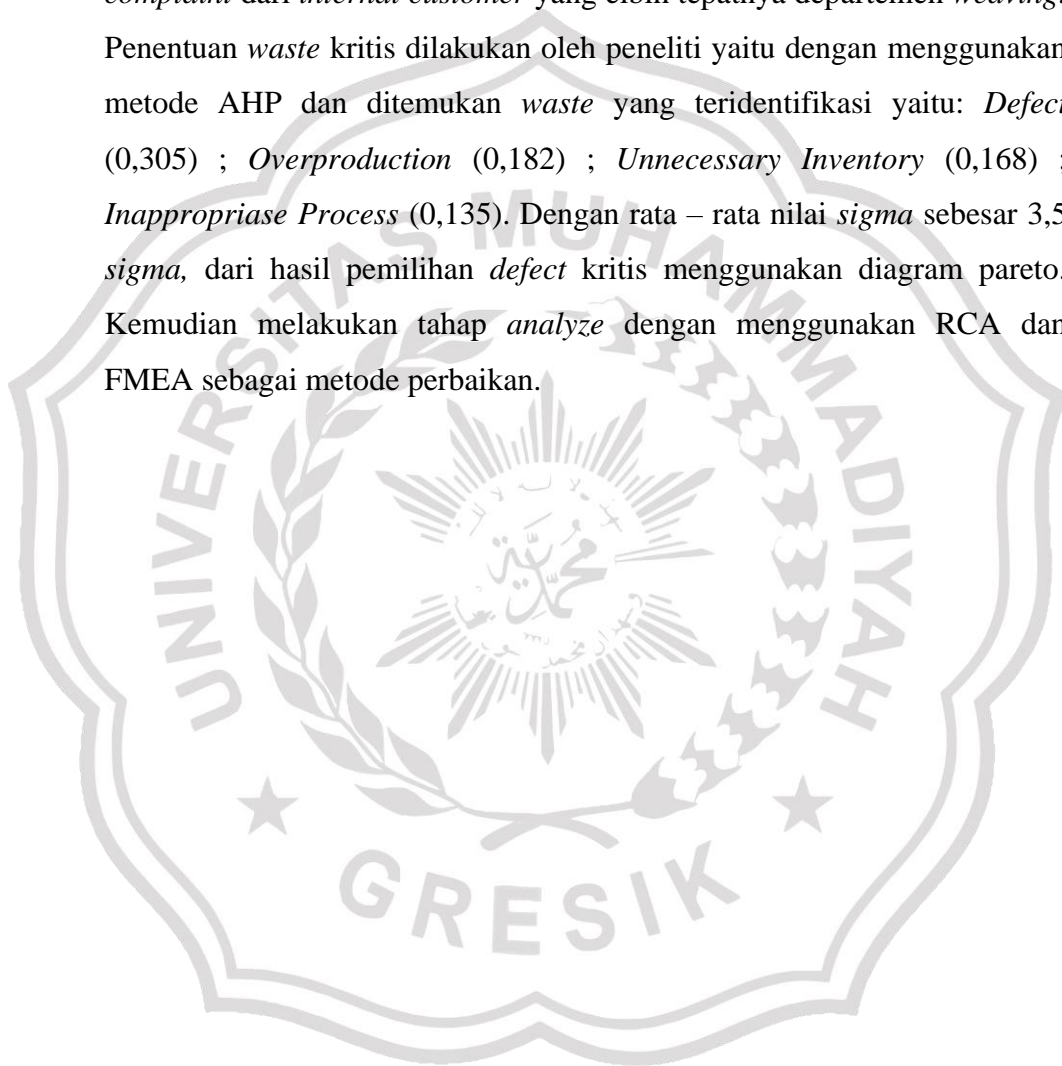 complaint dari internal customer yang lebih tepatnya departemen weaving.
Penentuan waste kritis dilakukan oleh peneliti yaitu dengan menggunakan
metode AHP dan ditemukan waste yang teridentifikasi yaitu: Defect
(0,305) ; Overproduction (0,182) ; Unnecessary Inventory (0,168) ;
Inappropriase Process (0,135). Dengan rata – rata nilai sigma sebesar 3,5
sigma, dari hasil pemilihan defect kritis menggunakan diagram pareto.
Kemudian melakukan tahap analyze dengan menggunakan RCA dan
FMEA sebagai metode perbaikan.
UNIVERSITAS MUHAMMADIYAH
GRESIK